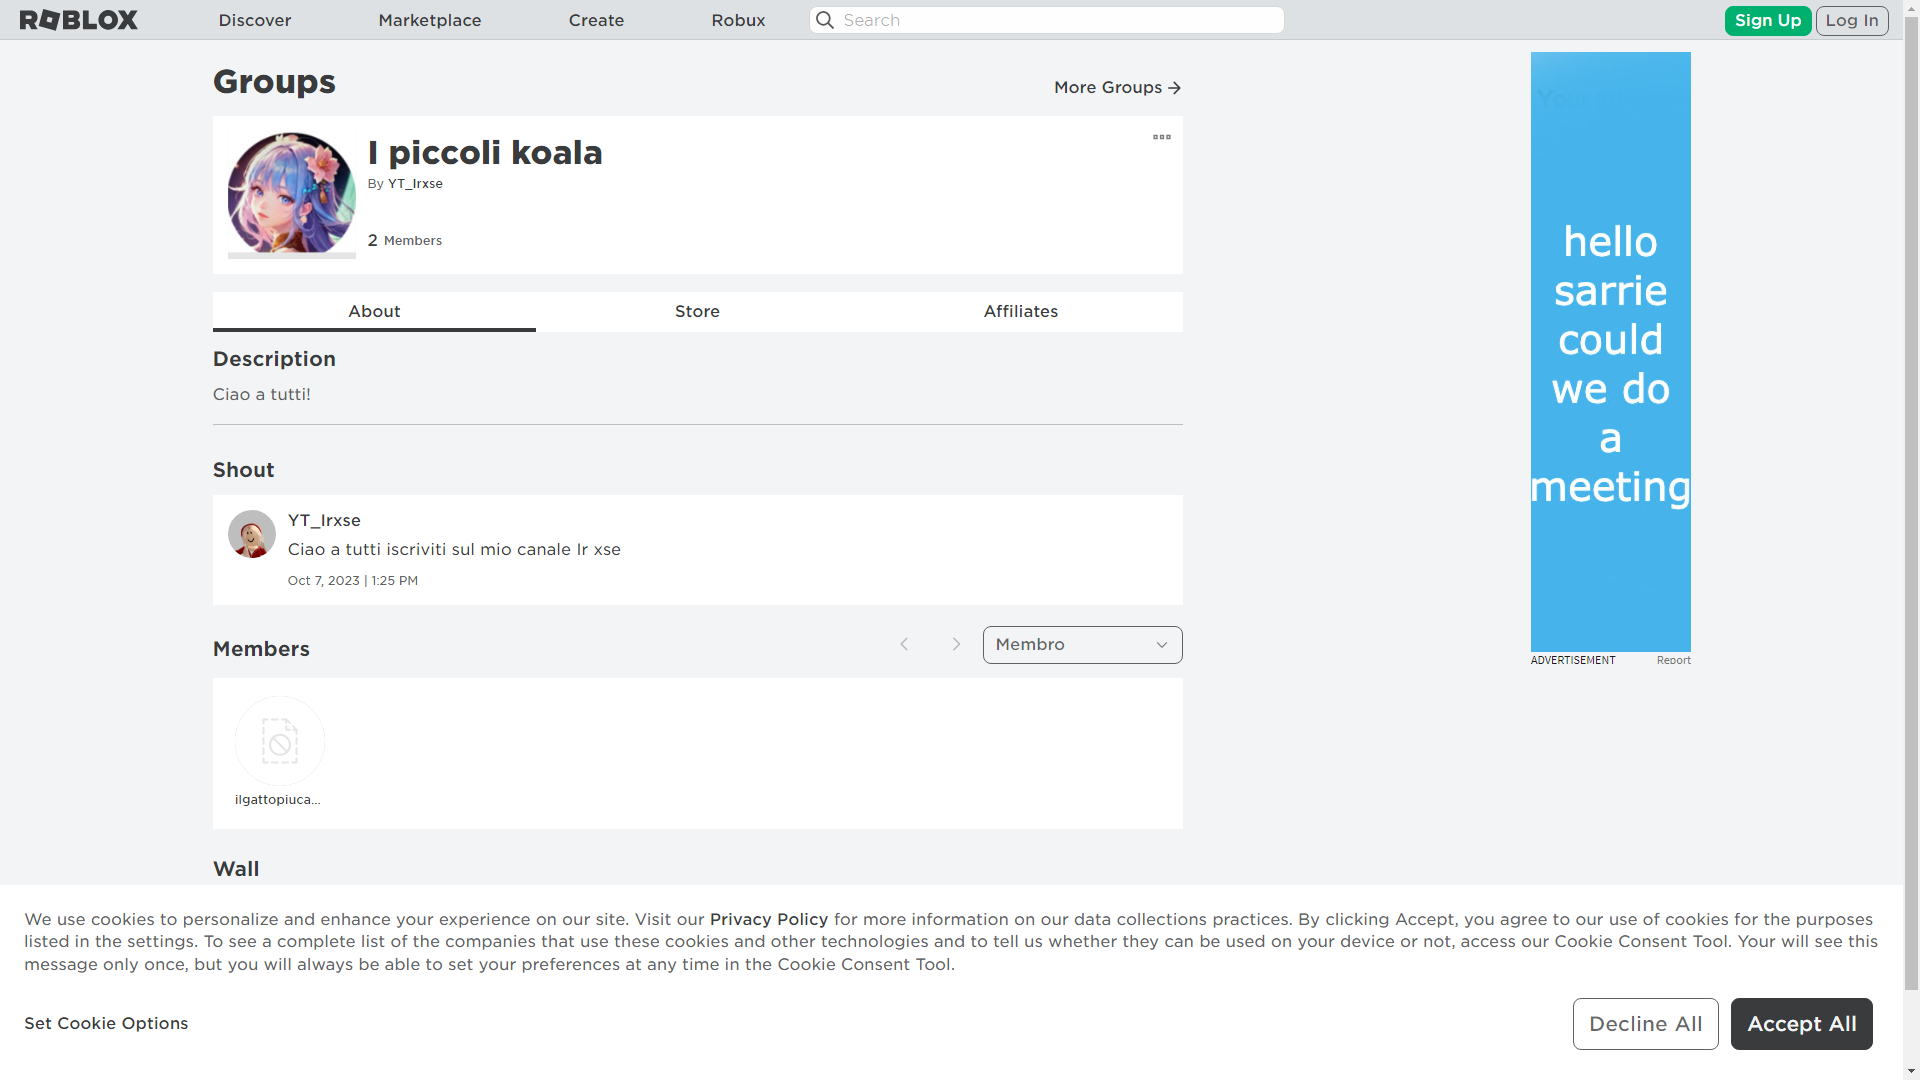 ROBLOX
Discover
Marketplace
Create
Robux
Search
Sign Up
Log In
Groups
More Groups
I piccoli koala
By YT_Irxse
2 Members
About
Store
Affiliates
Description
Ciao a tutti!
Shout
YT_Irxse
Ciao a tutti iscriviti sul mio canale Ir xse
Oct 7, 2023 | 1:25 PM
Members
Membro
ilgattopiuca...
Wall
hello
sarrie
could
we do
a
meeting
ADVERTISEMENT
Report
We use cookies to personalize and enhance your experience on our site. Visit our Privacy Policy for more information on our data collections practices. By clicking Accept, you agree to our use of cookies for the purposes
listed in the settings. To see a complete list of the companies that use these cookies and other technologies and to tell us whether they can be used on your device or not, access our Cookie Consent Tool. Your will see this
message only once, but you will always be able to set your preferences at any time in the Cookie Consent Tool.
Set Cookie Options
Decline All
Accept All